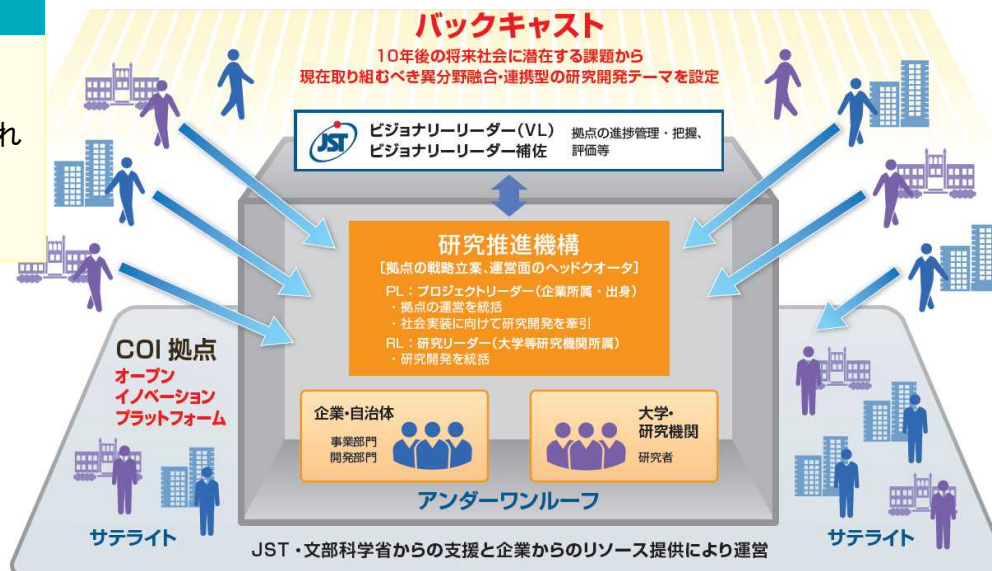 バックキャスト
10年後の将来社会に潜在する課題から
現在取り組むべき異分野融合・連携型の研究開発テーマを設定
れ
JST
ビジョナリーリーダー(VL)
ビジョナリーリーダー補佐
拠点の進捗管理・把握、
評価等
研究推進機構
[拠点の戦略立案、運営面のヘッドクオータ]
PL:プロジェクトリーダー(企業所属・出身)
・拠点の運営を統括
・社会実装に向けて研究開発を牽引
RL:研究リーダー(大学等研究機関所属)
・研究開発を統括
COI 拠点
オープン
イノベーション
プラットフォーム
企業・自治体
事業部門
開発部門
大学・
研究機関
研究者
アンダーワンルーフ
サテライト
サテライト
JST・文部科学省からの支援と企業からのリソース提供により運営